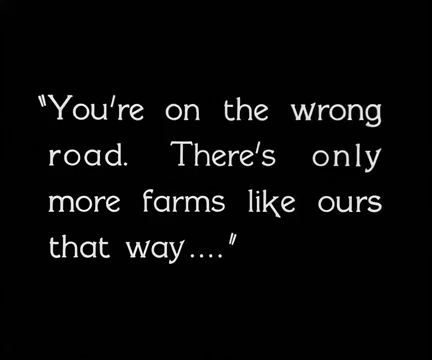 "You're on the wrong
road. There's only
more farms like ours
that way...."